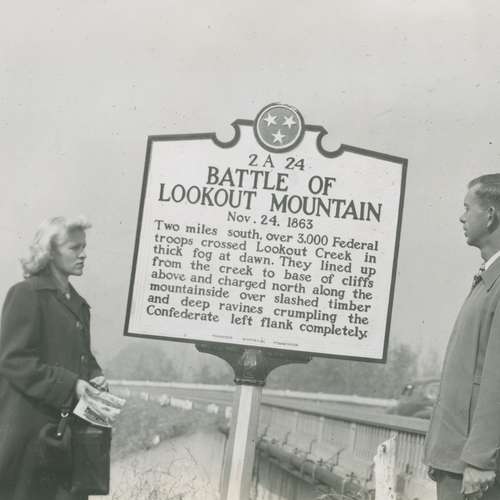 2 A 24
BATTLE OF
LOOKOUT MOUNTAIN
Nov. 24. 1863
Two miles south, over 3,000 Federal
troops crossed Lookout Creek in
thick fog at dawn. They lined up
from the creek to base of cliffs
above and charged north along the
mountainside over slashed timber
and deep ravines crumpling the
Confederate left flank completely.